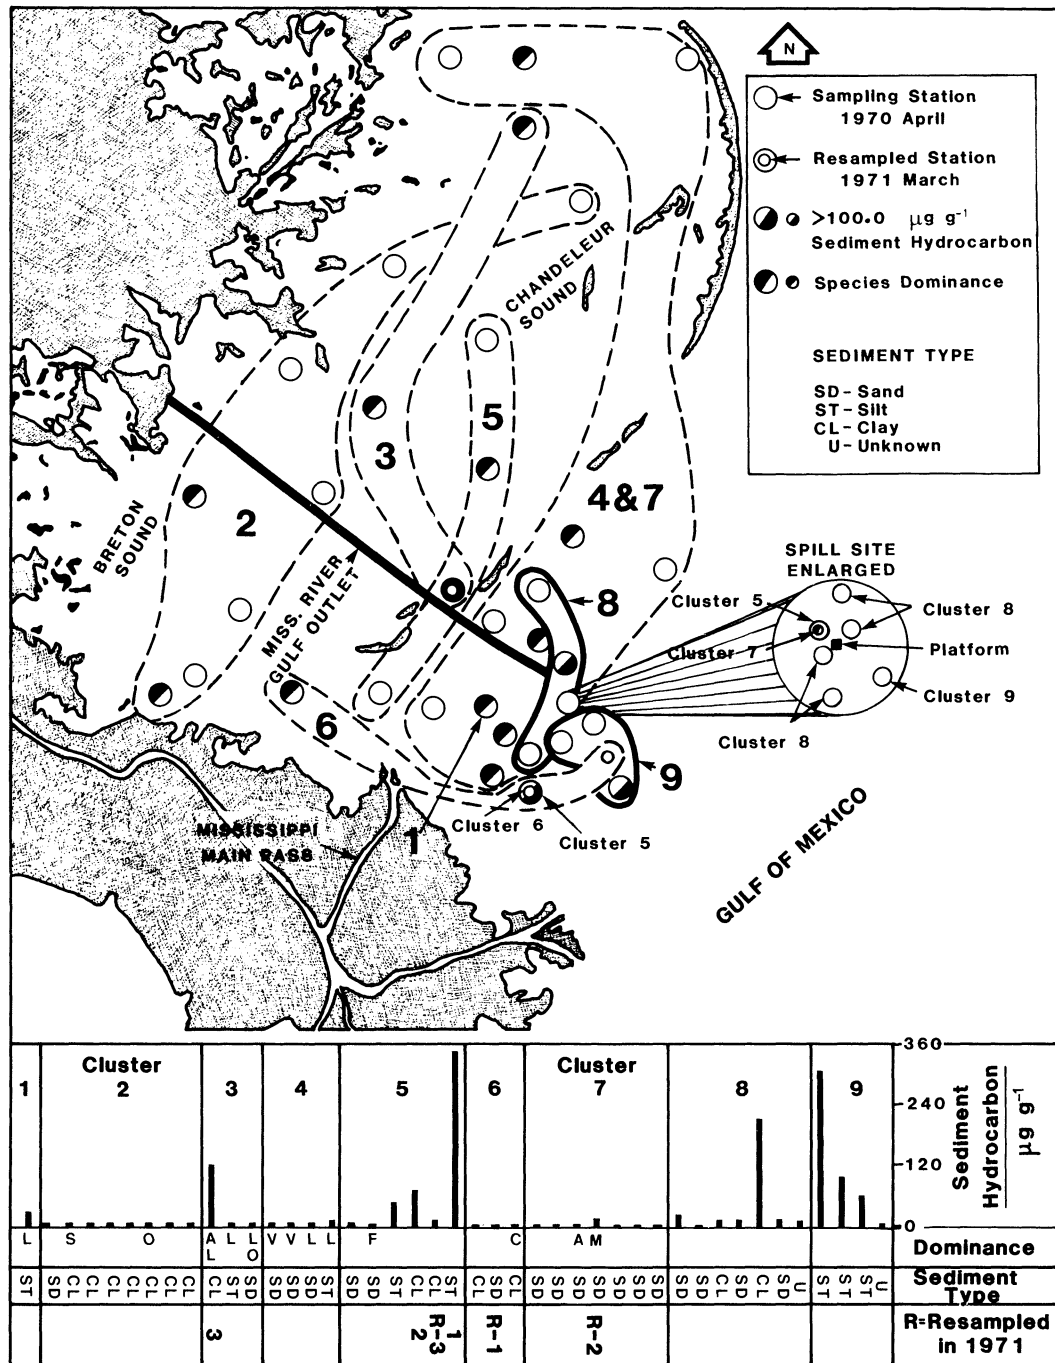 N
Sampling Station
1970 April
Resampled Station
1971 March
>100.0 µg g⁻¹
Sediment Hydrocarbon
Species Dominance
SEDIMENT TYPE
SD-Sand
ST-Silt
CL-Clay
U-Unknown
CHANDELEUR
SOUND
5
3
4&7
2
BRETON
SOUND
MISS. RIVER
GULF OUTLET
SPILL SITE
ENLARGED
Cluster 5
Cluster 8
8
Cluster 7
Platform
Cluster 9
Cluster 8
6
9
Cluster 6
Cluster 5
1
MISSISSIPPI
MAIN PASS
GULF OF MEXICO
Cluster
Cluster
1 2 3 4 5 6 7 8 9
360
240
120
0
Sediment
Hydrocarbon
µg g⁻¹
L S O A L L V V L L F C A M
L O
Dominance
ST SD CL CL CL CL CL CL CL ST SD SD SD ST SD SD ST CL CL ST CL SD CL SD SD SD SD SD SD SD SD SD CL SD CL SD U ST ST ST U
Sediment
Type
3 2 R-3 1 R-1 R-2
R=Resampled
in 1971